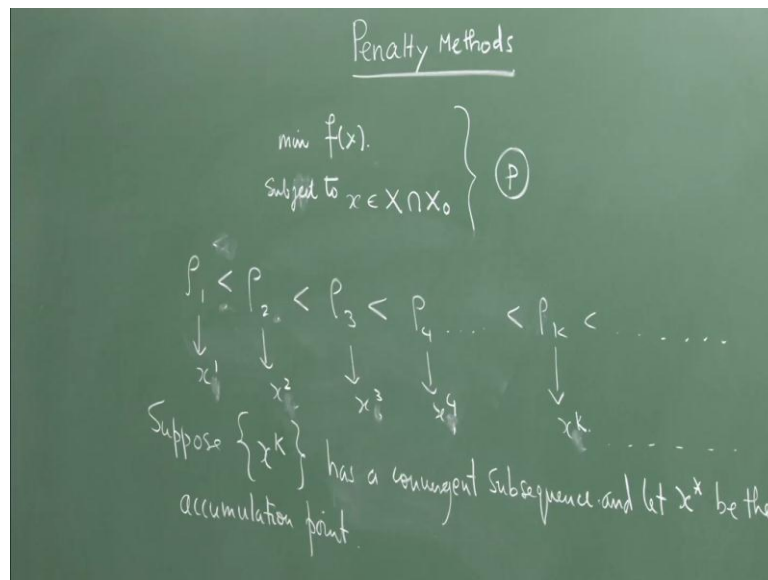 Penalty Methods
min f(x).
Subject to x ∈ X ∩ X₀ } Ⓟ
ρ₁ < ρ₂ < ρ₃ < ρ₄ .... < ρₖ < .......
↓ ↓ ↓ ↓ ↓
x¹ x² x³ x⁴ xᵏ. .......
Suppose {xᵏ} has a convergent subsequence and let x* be the
accumulation point.